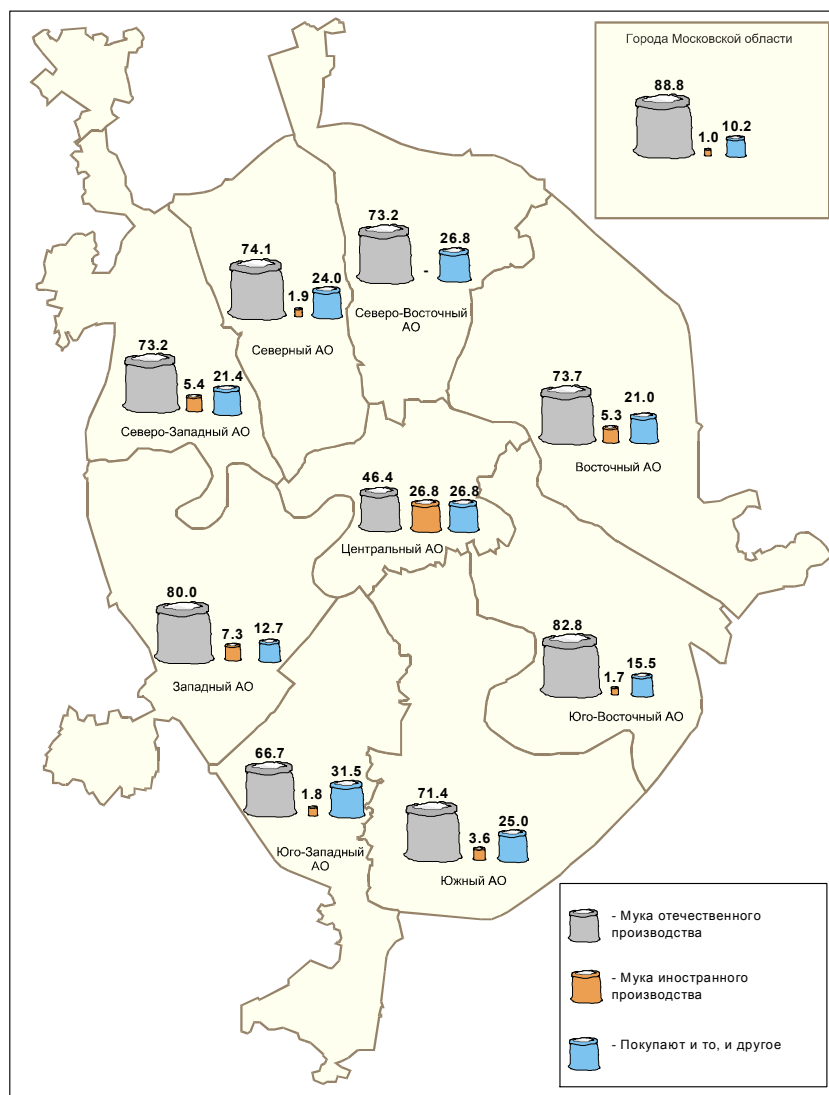 Города Московской области
88.8
1.0
10.2
73.2
-
26.8
Северо-Восточный
АО
74.1
1.9
24.0
Северный АО
73.2
5.4
21.4
Северо-Западный АО
73.7
5.3
21.0
Восточный АО
46.4
26.8
26.8
Центральный АО
80.0
7.3
12.7
Западный АО
82.8
1.7
15.5
Юго-Восточный АО
66.7
1.8
31.5
Юго-Западный
АО
71.4
3.6
25.0
Южный АО
- Мука отечественного
производства
- Мука иностранного
производства
- Покупают и то, и другое